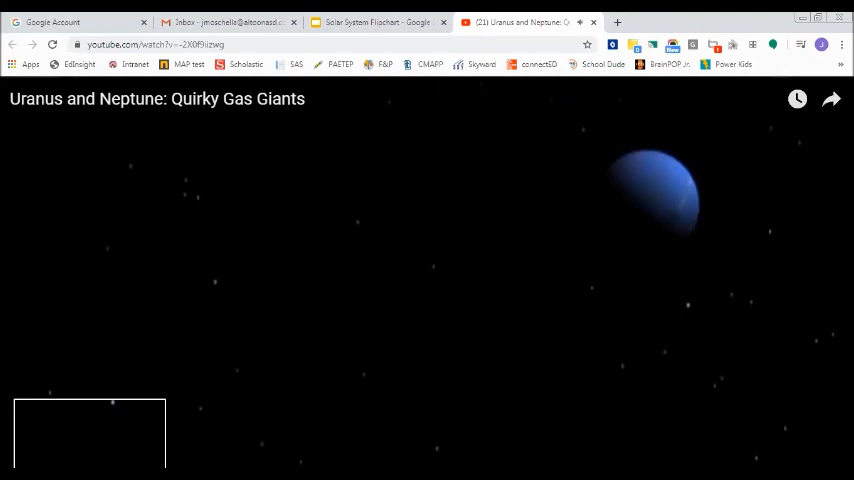 Google Account
Inbox - jmoschella@altoonasd.cc
Solar System Flipchart - Google
(21) Uranus and Neptune: Qu
youtube.com/watch?v=-2X0f9iizwg
Apps EdInsight Intranet MAP test Scholastic SAS PAETEP F&P CMAPP Skyward connectED School Dude BrainPOP Jr. Power Kids
Uranus and Neptune: Quirky Gas Giants